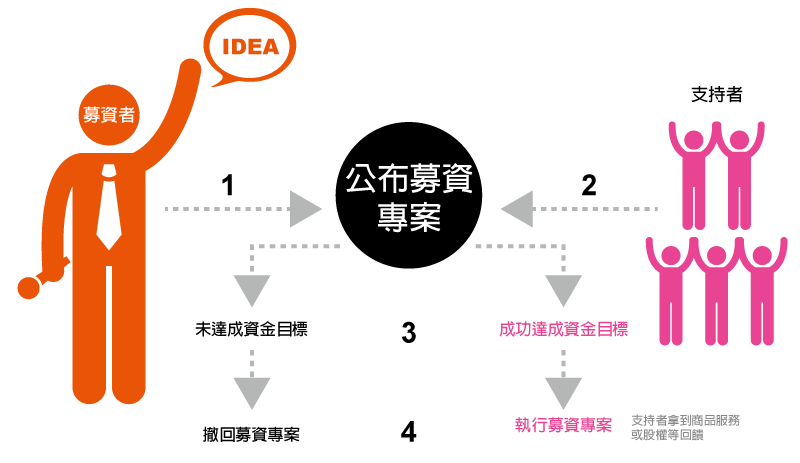 IDEA
募資者
支持者
1
公布募資
專案
2
未達成資金目標
3
成功達成資金目標
撤回募資專案
4
執行募資專案
支持者拿到商品服務
或股權等回饋